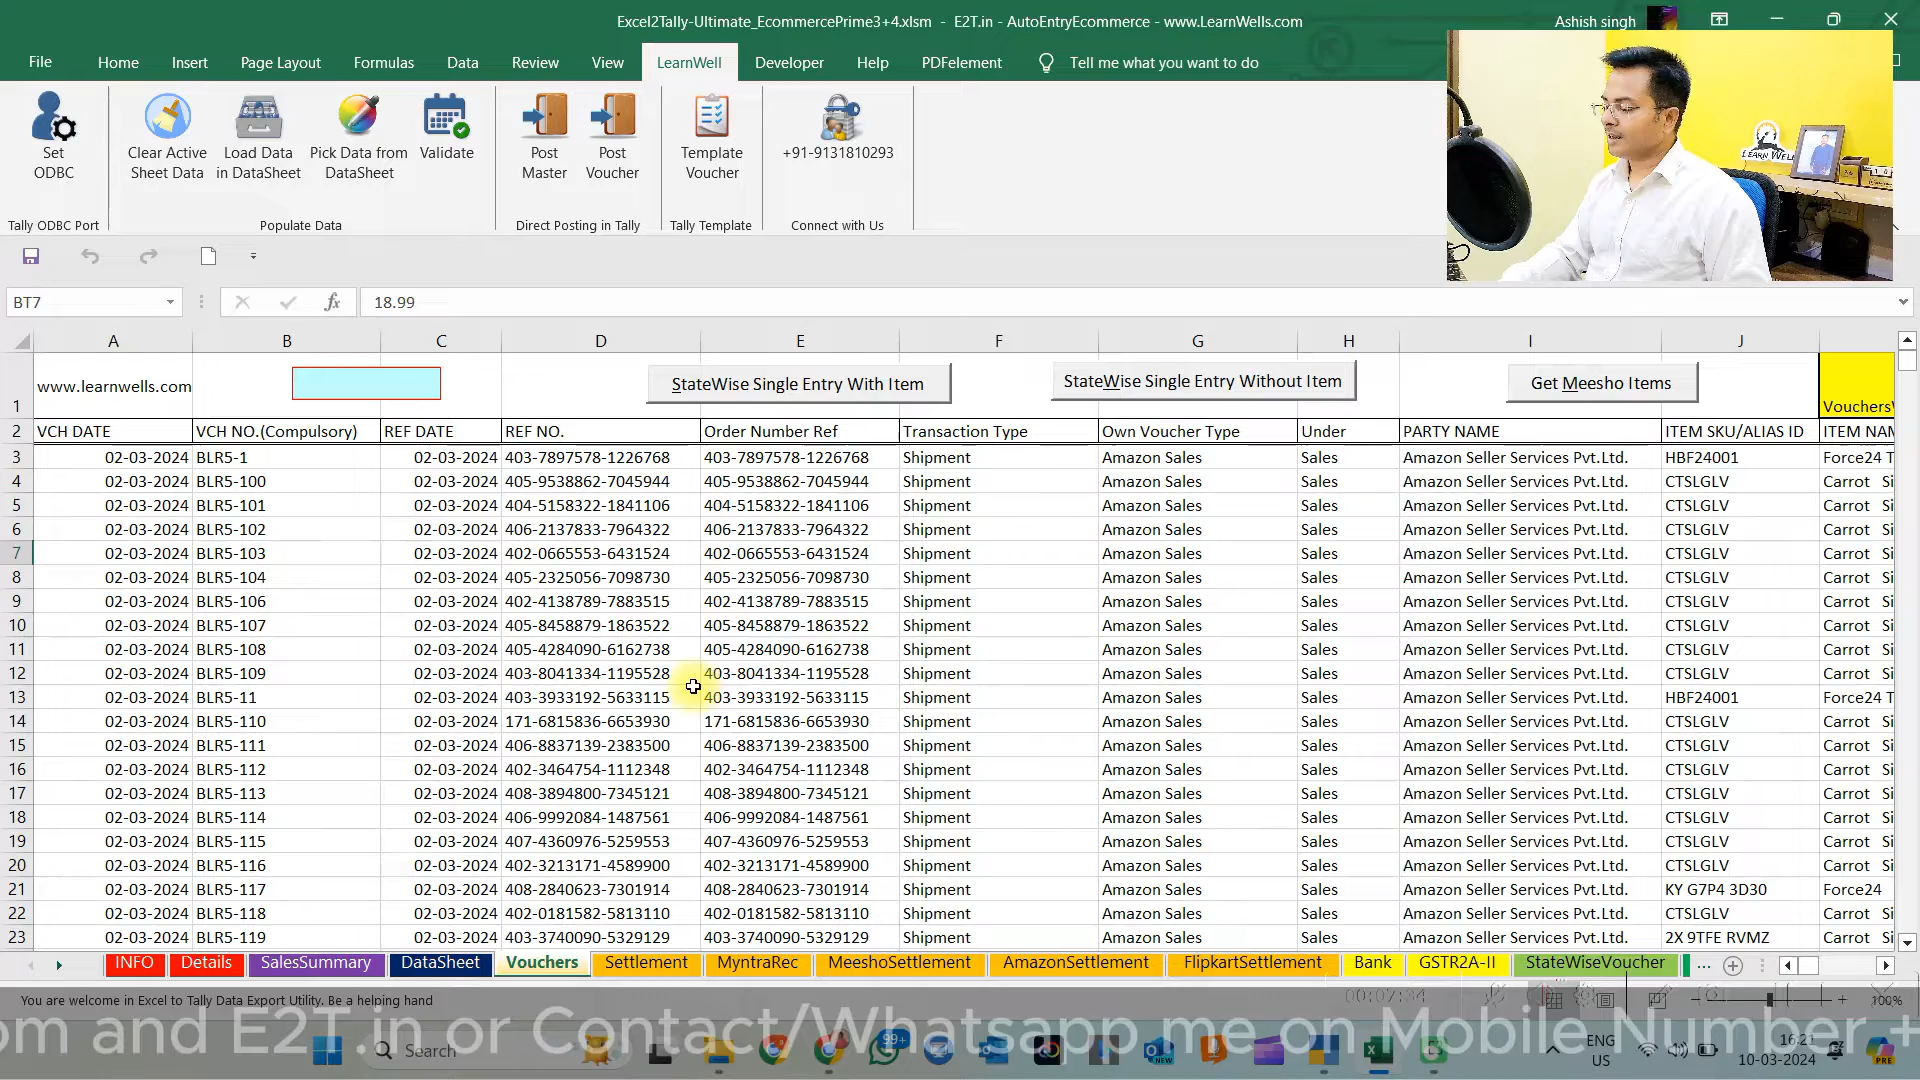 Excel2Tally-Ultimate_EcommercePrime3+4.xlsm - E2T.in - AutoEntryEcommerce - www.LearnWells.com
Ashish singh
File Home Insert Page Layout Formulas Data Review View LearnWell Developer Help PDFelement Tell me what you want to do
Set ODBC
Clear Active Sheet Data
Load Data in DataSheet
Pick Data from DataSheet
Validate
Post Master
Post Voucher
Template Voucher
+91-9131810293
Tally ODBC Port
Populate Data
Direct Posting in Tally
Tally Template
Connect with Us
LEARN WELL
BT7 fx 18.99
A B C D E F G H I J
1 www.learnwells.com StateWise Single Entry With Item StateWise Single Entry Without Item Get Meesho Items
2 VCH DATE VCH NO.(Compulsory) REF DATE REF NO. Order Number Ref Transaction Type Own Voucher Type Under PARTY NAME ITEM SKU/ALIAS ID
3 02-03-2024 BLR5-1 02-03-2024 403-7897578-1226768 403-7897578-1226768 Shipment Amazon Sales Sales Amazon Seller Services Pvt.Ltd. HBF24001 Force24 T
4 02-03-2024 BLR5-100 02-03-2024 405-9538862-7045944 405-9538862-7045944 Shipment Amazon Sales Sales Amazon Seller Services Pvt.Ltd. CTSLGLV Carrot Si
5 02-03-2024 BLR5-101 02-03-2024 404-5158322-1841106 404-5158322-1841106 Shipment Amazon Sales Sales Amazon Seller Services Pvt.Ltd. CTSLGLV Carrot Si
6 02-03-2024 BLR5-102 02-03-2024 406-2137833-7964322 406-2137833-7964322 Shipment Amazon Sales Sales Amazon Seller Services Pvt.Ltd. CTSLGLV Carrot Si
7 02-03-2024 BLR5-103 02-03-2024 402-0665553-6431524 402-0665553-6431524 Shipment Amazon Sales Sales Amazon Seller Services Pvt.Ltd. CTSLGLV Carrot Si
8 02-03-2024 BLR5-104 02-03-2024 405-2325056-7098730 405-2325056-7098730 Shipment Amazon Sales Sales Amazon Seller Services Pvt.Ltd. CTSLGLV Carrot Si
9 02-03-2024 BLR5-106 02-03-2024 402-4138789-7883515 402-4138789-7883515 Shipment Amazon Sales Sales Amazon Seller Services Pvt.Ltd. CTSLGLV Carrot Si
10 02-03-2024 BLR5-107 02-03-2024 405-8458879-1863522 405-8458879-1863522 Shipment Amazon Sales Sales Amazon Seller Services Pvt.Ltd. CTSLGLV Carrot Si
11 02-03-2024 BLR5-108 02-03-2024 405-4284090-6162738 405-4284090-6162738 Shipment Amazon Sales Sales Amazon Seller Services Pvt.Ltd. CTSLGLV Carrot Si
12 02-03-2024 BLR5-109 02-03-2024 403-8041334-1195528 403-8041334-1195528 Shipment Amazon Sales Sales Amazon Seller Services Pvt.Ltd. CTSLGLV Carrot Si
13 02-03-2024 BLR5-11 02-03-2024 403-3933192-5633115 403-3933192-5633115 Shipment Amazon Sales Sales Amazon Seller Services Pvt.Ltd. HBF24001 Force24 T
14 02-03-2024 BLR5-110 02-03-2024 171-6815836-6653930 171-6815836-6653930 Shipment Amazon Sales Sales Amazon Seller Services Pvt.Ltd. CTSLGLV Carrot Si
15 02-03-2024 BLR5-111 02-03-2024 406-8837139-2383500 406-8837139-2383500 Shipment Amazon Sales Sales Amazon Seller Services Pvt.Ltd. CTSLGLV Carrot Si
16 02-03-2024 BLR5-112 02-03-2024 402-3464754-1112348 402-3464754-1112348 Shipment Amazon Sales Sales Amazon Seller Services Pvt.Ltd. CTSLGLV Carrot Si
17 02-03-2024 BLR5-113 02-03-2024 408-3894800-7345121 408-3894800-7345121 Shipment Amazon Sales Sales Amazon Seller Services Pvt.Ltd. CTSLGLV Carrot Si
18 02-03-2024 BLR5-114 02-03-2024 406-9992084-1487561 406-9992084-1487561 Shipment Amazon Sales Sales Amazon Seller Services Pvt.Ltd. CTSLGLV Carrot Si
19 02-03-2024 BLR5-115 02-03-2024 407-4360976-5259553 407-4360976-5259553 Shipment Amazon Sales Sales Amazon Seller Services Pvt.Ltd. CTSLGLV Carrot Si
20 02-03-2024 BLR5-116 02-03-2024 402-3213171-4589900 402-3213171-4589900 Shipment Amazon Sales Sales Amazon Seller Services Pvt.Ltd. CTSLGLV Carrot Si
21 02-03-2024 BLR5-117 02-03-2024 408-2840623-7301914 408-2840623-7301914 Shipment Amazon Sales Sales Amazon Seller Services Pvt.Ltd. KY G7P4 3D30 Force24
22 02-03-2024 BLR5-118 02-03-2024 402-0181582-5813110 402-0181582-5813110 Shipment Amazon Sales Sales Amazon Seller Services Pvt.Ltd. CTSLGLV Carrot Si
23 02-03-2024 BLR5-119 02-03-2024 403-3740090-5329129 403-3740090-5329129 Shipment Amazon Sales Sales Amazon Seller Services Pvt.Ltd. 2X 9TFE RVMZ Carrot Si
INFO Details SalesSummary DataSheet Vouchers Settlement MyntraRec MeeshoSettlement AmazonSettlement FlipkartSettlement Bank GSTR2A-II StateWiseVoucher ...
You are welcome in Excel to Tally Data Export Utility. Be a helping hand 00:07:34 100%
om and E2T.in or Contact/Whatsapp me on Mobile Number +
Search 99+ ENG US 16:21 10-03-2024 PRE